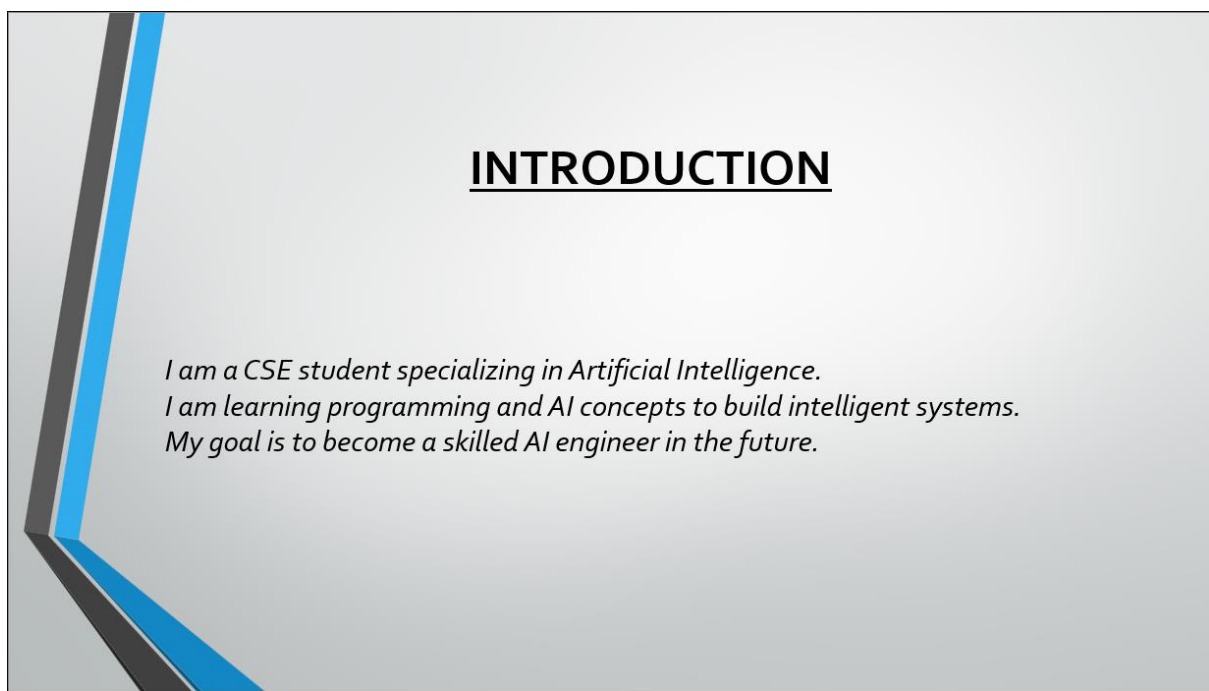 INTRODUCTION
I am a CSE student specializing in Artificial Intelligence.
I am learning programming and AI concepts to build intelligent systems.
My goal is to become a skilled AI engineer in the future.